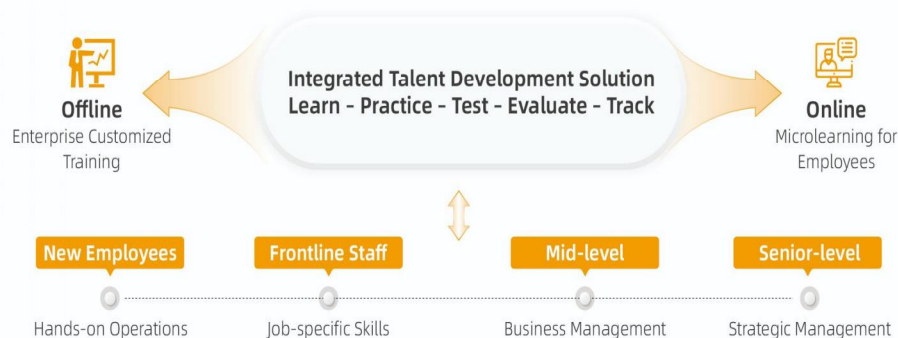 Integrated Talent Development Solution
Learn – Practice – Test – Evaluate – Track
Offline
Enterprise Customized
Training
Online
Microlearning for
Employees
New Employees
Frontline Staff
Mid-level
Senior-level
Hands-on Operations
Job-specific Skills
Business Management
Strategic Management